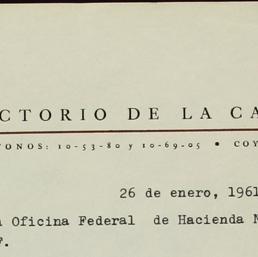 CTORIO DE LA CA
FONOS: 10-53-80 y 10-69-05 • COY
26 de enero, 1961
Oficina Federal de Hacienda N
F.